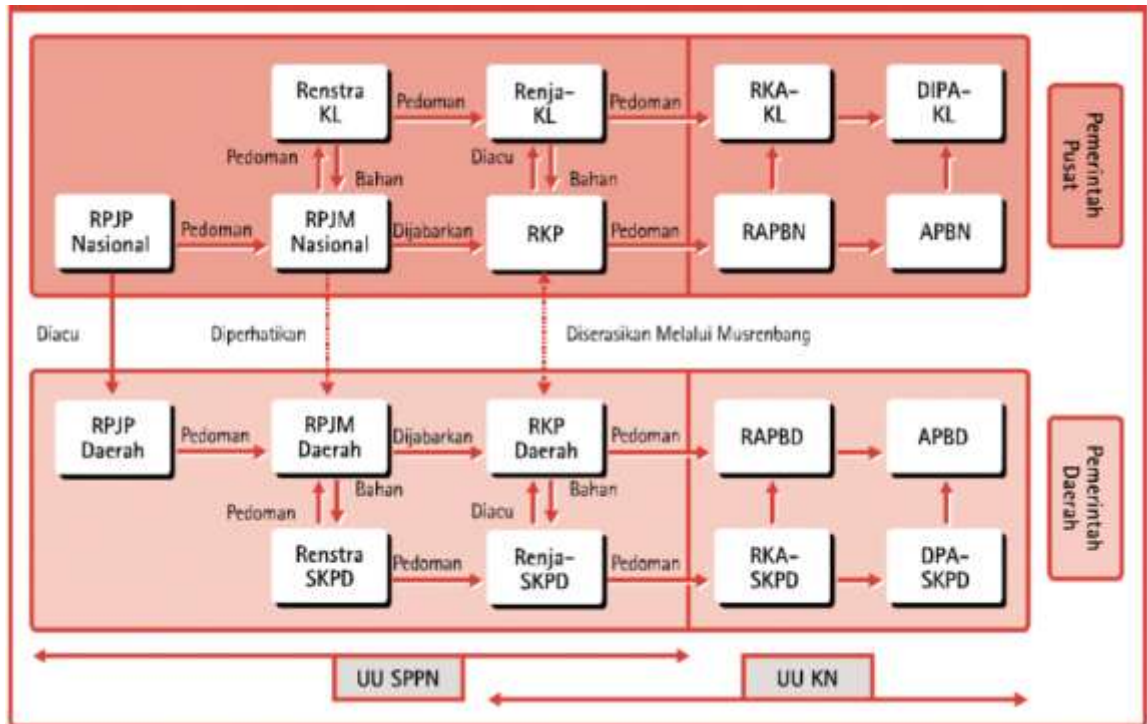 Renstra
KL
Pedoman
Renja-
KL
Pedoman
RKA-
KL
DIPA-
KL
Pedoman
Bahan
Diacu
Bahan
RPJP
Nasional
Pedoman
RPJM
Nasional
Dijabarkan
RKP
Pedoman
RAPBN
APBN
Pemerintah
Pusat
Diacu
Diperhatikan
Diserasikan Melalui Musrenbang
RPJP
Daerah
Pedoman
RPJM
Daerah
Dijabarkan
RKP
Daerah
Pedoman
RAPBD
APBD
Pedoman
Bahan
Diacu
Bahan
Renstra
SKPD
Pedoman
Renja-
SKPD
Pedoman
RKA-
SKPD
DPA-
SKPD
Pemerintah
Daerah
UU SPPN
UU KN